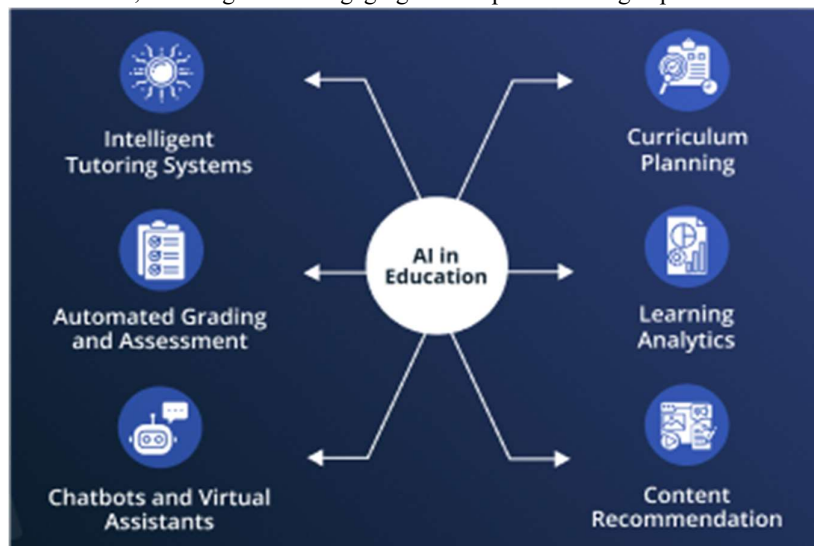 Intelligent
Tutoring Systems
Automated Grading
and Assessment
Chatbots and Virtual
Assistants
AI in
Education
Curriculum
Planning
Learning
Analytics
Content
Recommendation